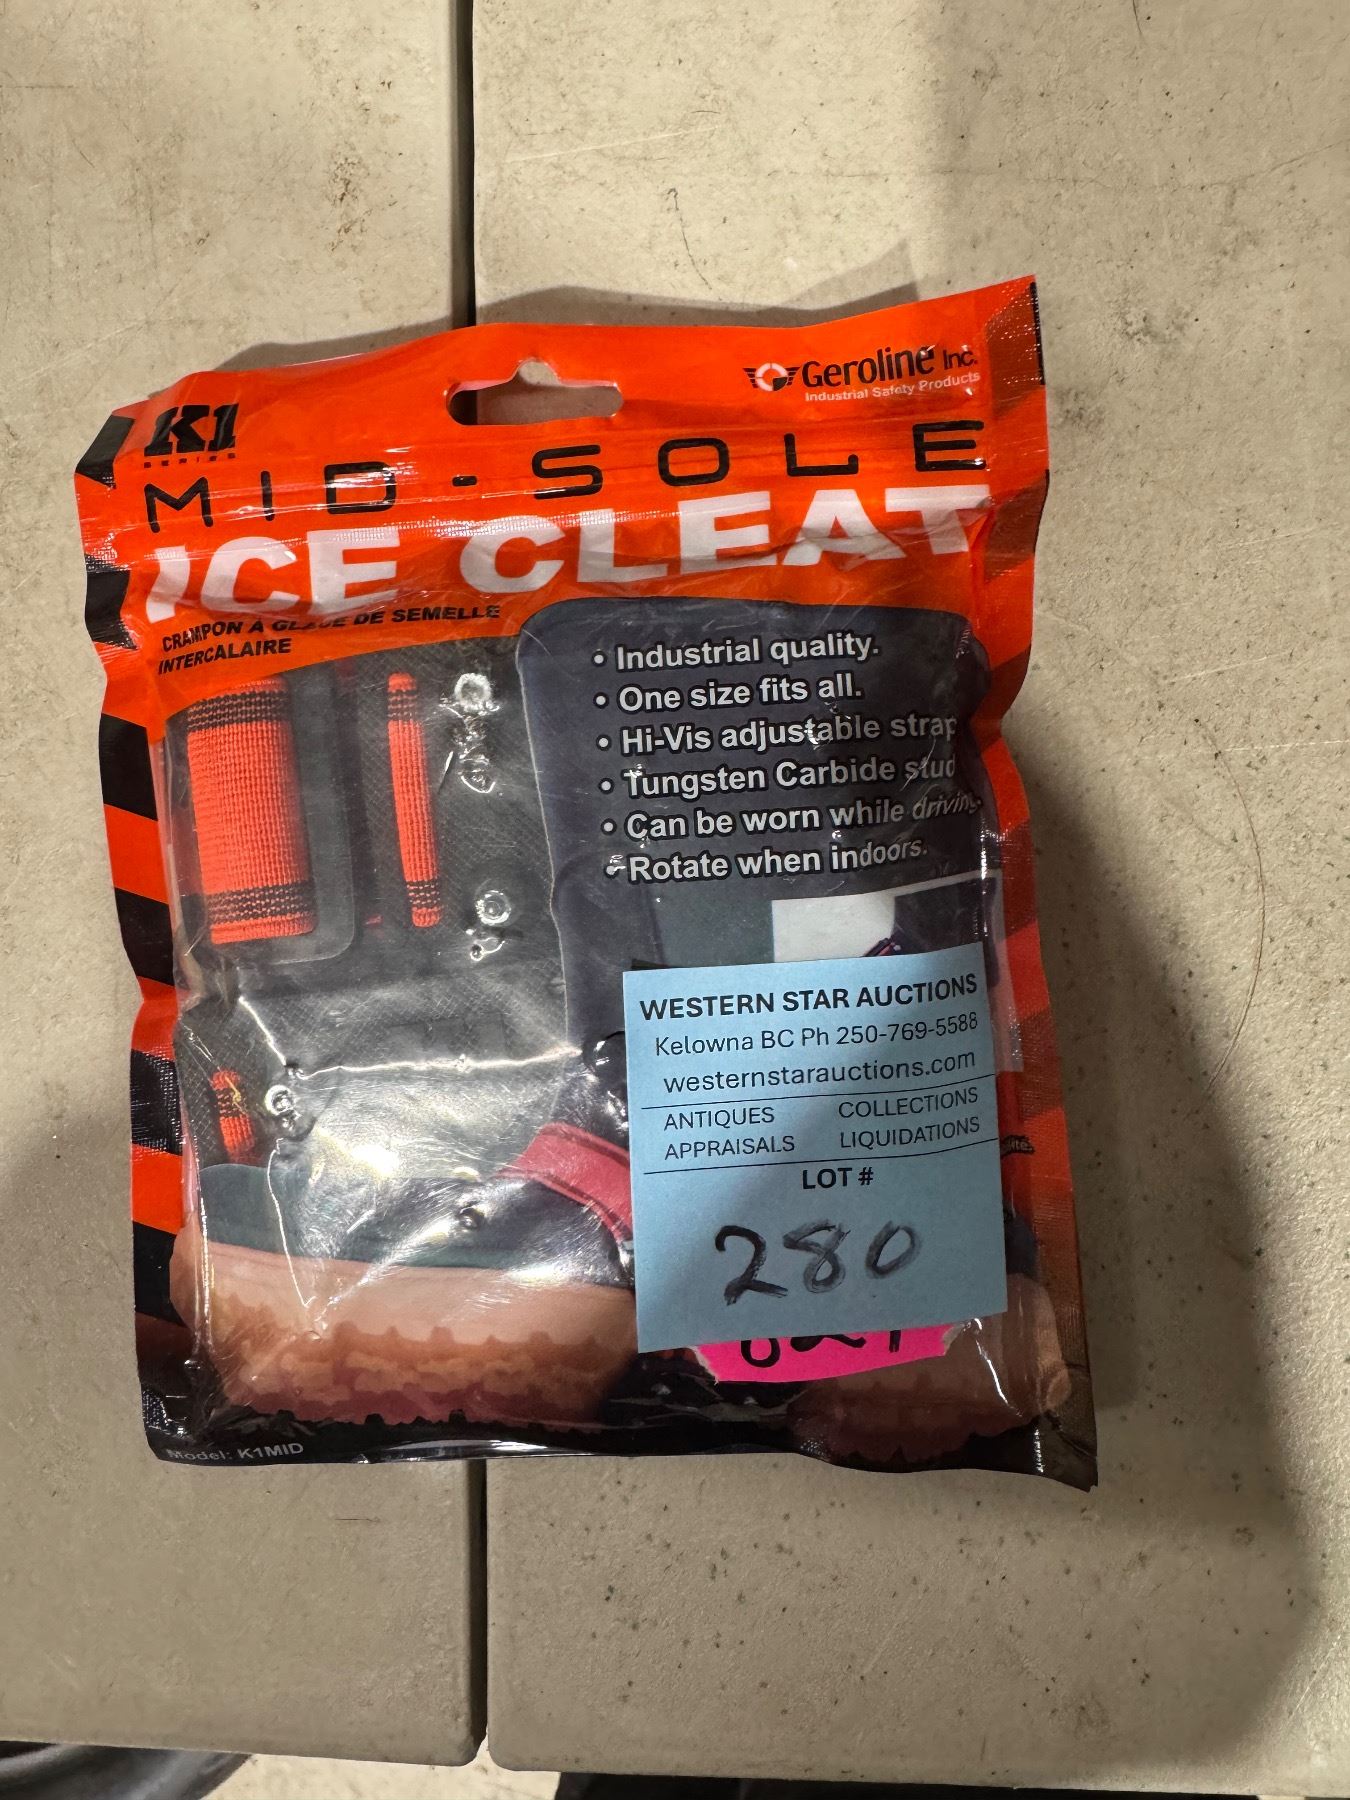 K1
SERIES
Geroline Inc.
Industrial Safety Products
MID-SOLE
ICE CLEAT
CRAMPON À GLACE DE SEMELLE
INTERCALAIRE
• Industrial quality.
• One size fits all.
• Hi-Vis adjustable strap
• Tungsten Carbide stud
• Can be worn while driving.
• Rotate when indoors.
WESTERN STAR AUCTIONS
Kelowna BC Ph 250-769-5588
westernstarauctions.com
ANTIQUES COLLECTIONS
APPRAISALS LIQUIDATIONS
LOT #
280
Model: K1MID